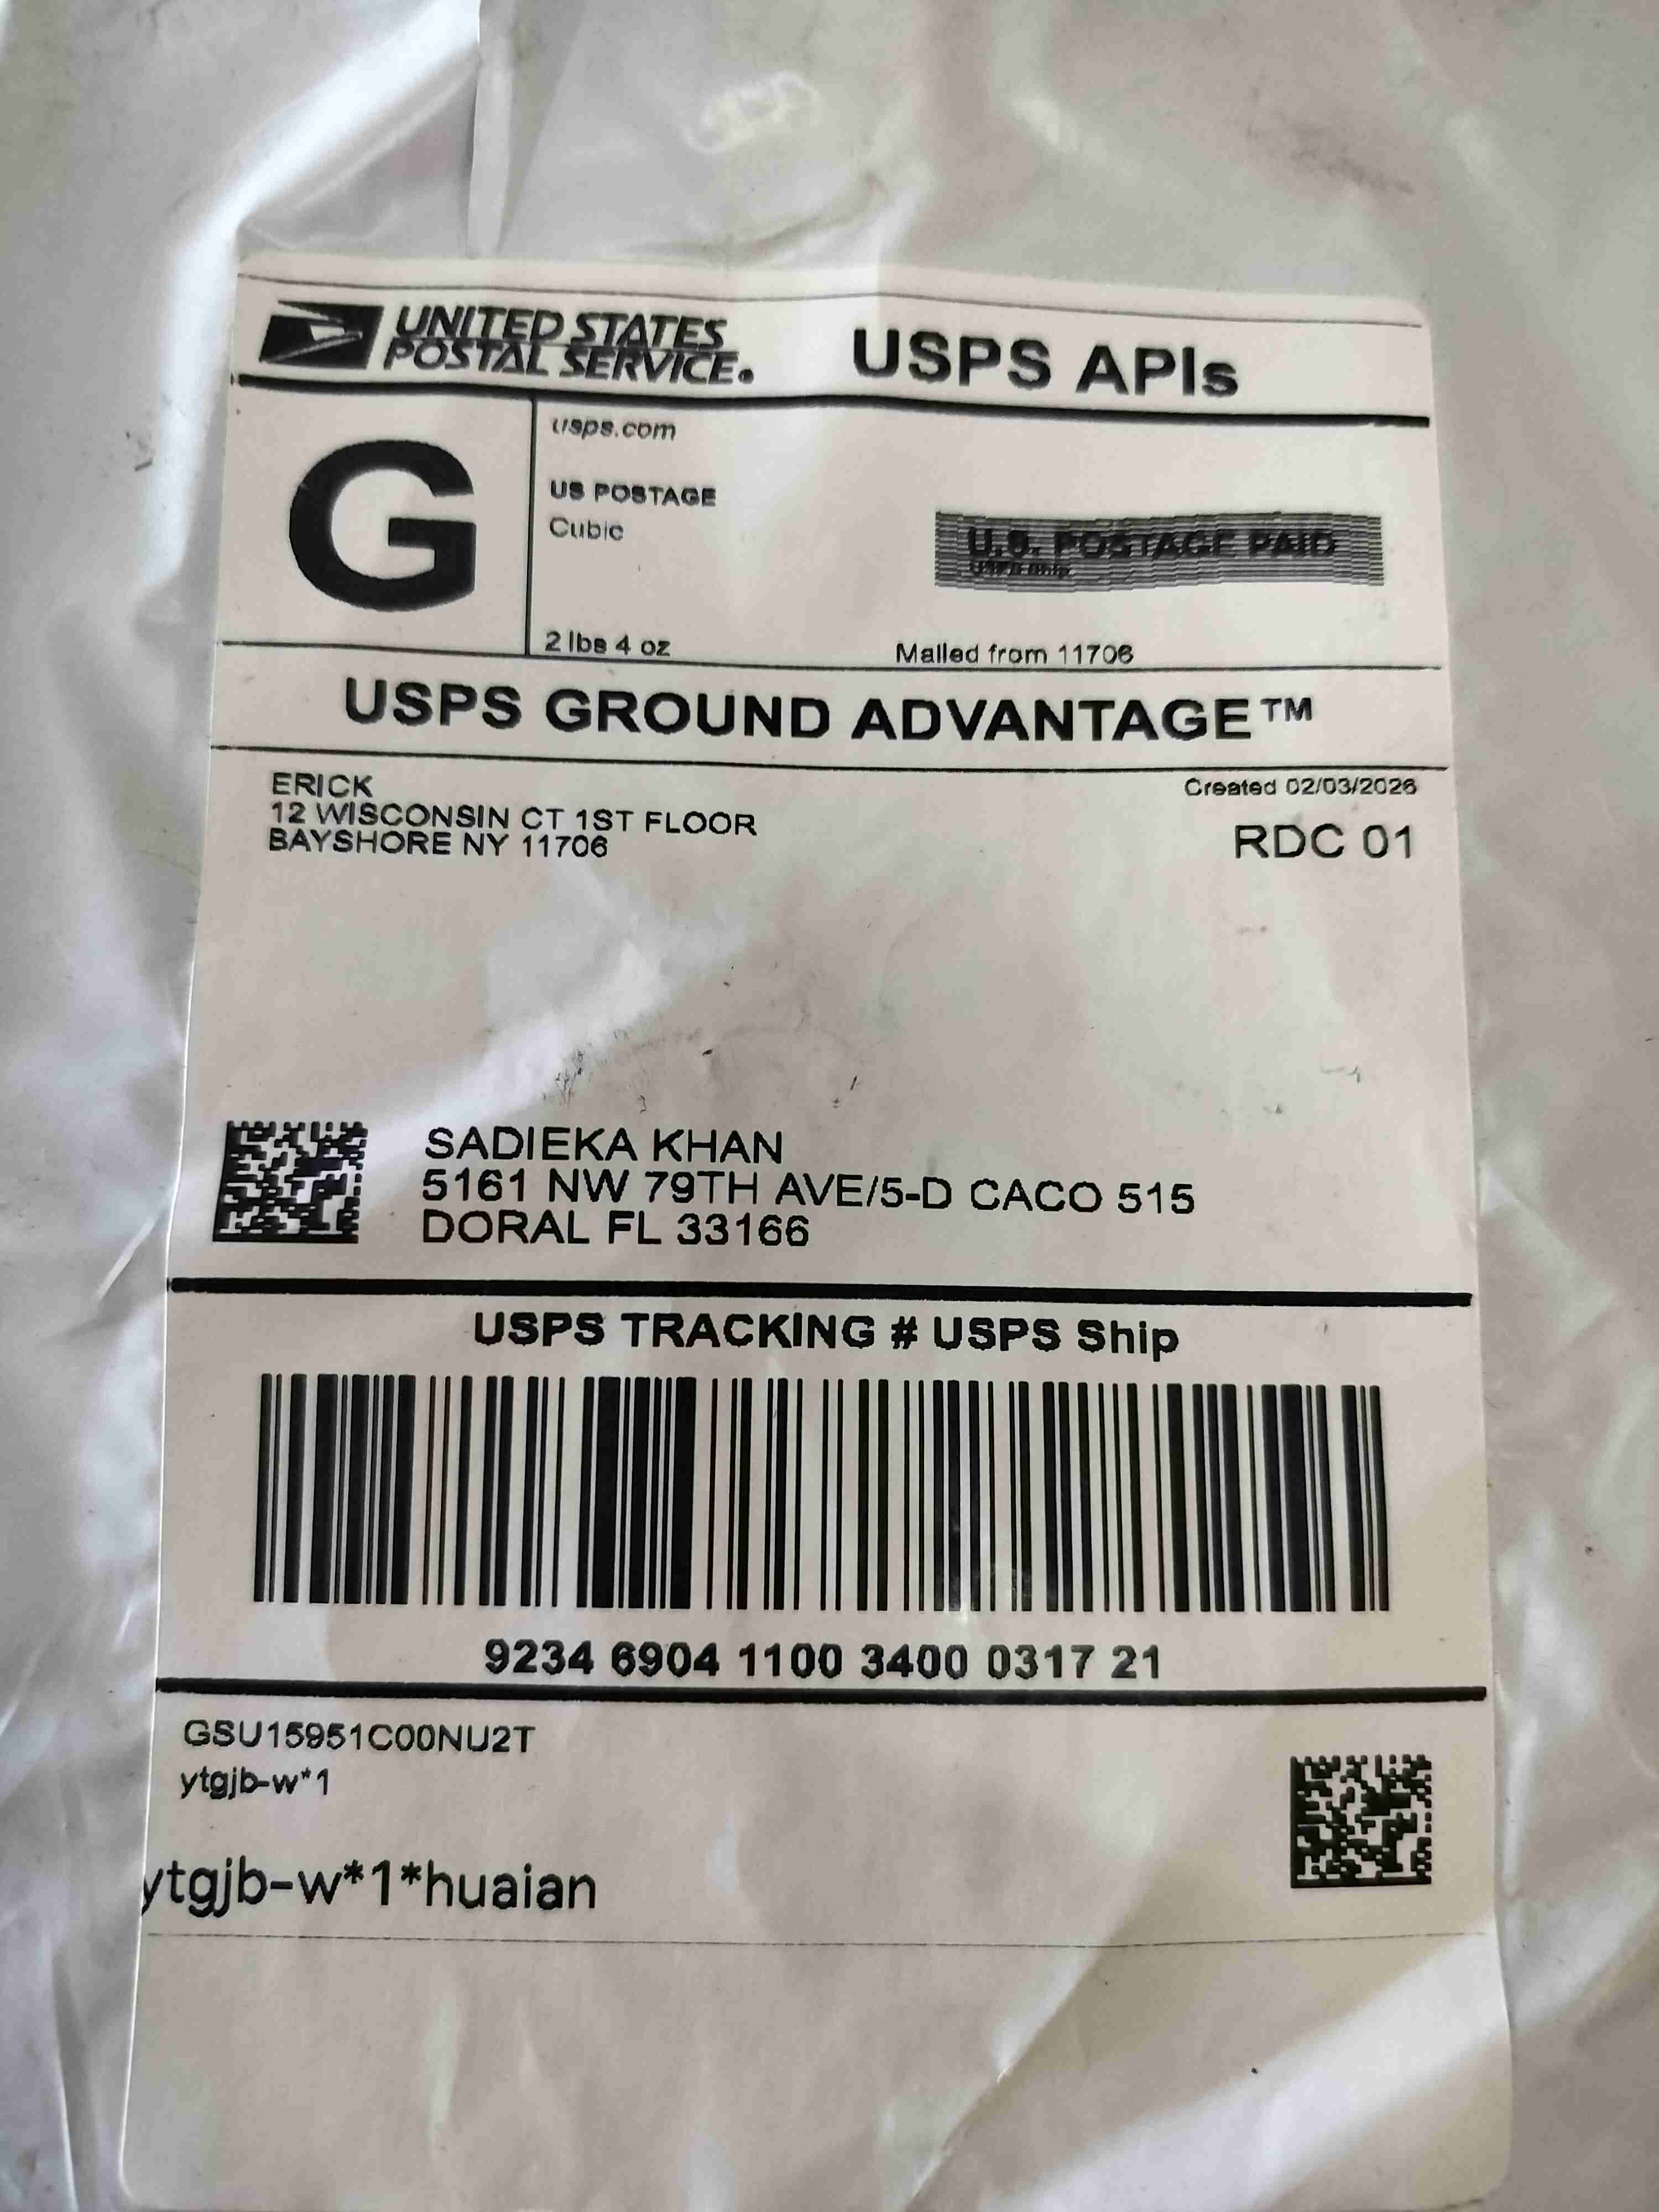 UNITED STATES
POSTAL SERVICE.
USPS APIs
G
usps.com
US POSTAGE
Cubic
U.S. POSTAGE PAID
USPS Ship
2 lbs 4 oz
Mailed from 11706
USPS GROUND ADVANTAGE™
ERICK
12 WISCONSIN CT 1ST FLOOR
BAYSHORE NY 11706
Created 02/03/2026
RDC 01
SADIEKA KHAN
5161 NW 79TH AVE/5-D CACO 515
DORAL FL 33166
USPS TRACKING # USPS Ship
9234 6904 1100 3400 0317 21
GSU15951C00NU2T
ytgjb-w*1
ytgjb-w*1*huaian